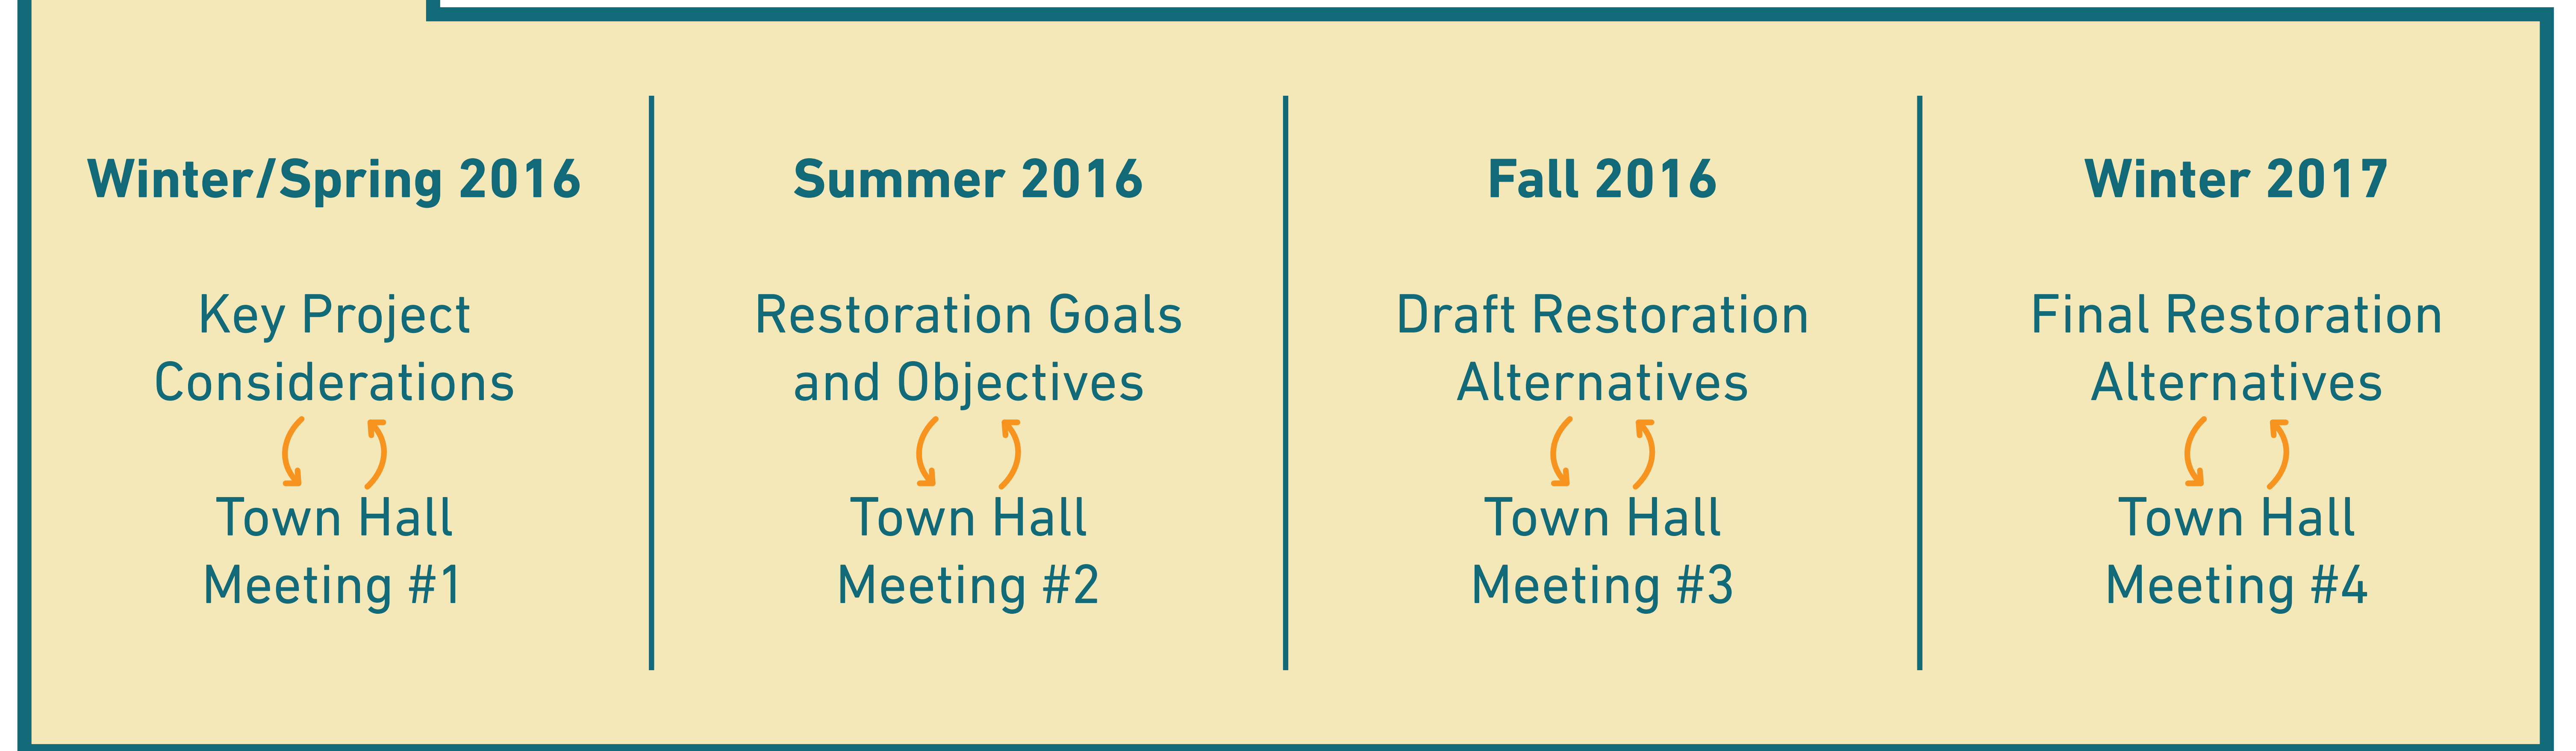 Winter/Spring 2016
Key Project
Considerations
Town Hall
Meeting #1
Summer 2016
Restoration Goals
and Objectives
Town Hall
Meeting #2
Fall 2016
Draft Restoration
Alternatives
Town Hall
Meeting #3
Winter 2017
Final Restoration
Alternatives
Town Hall
Meeting #4